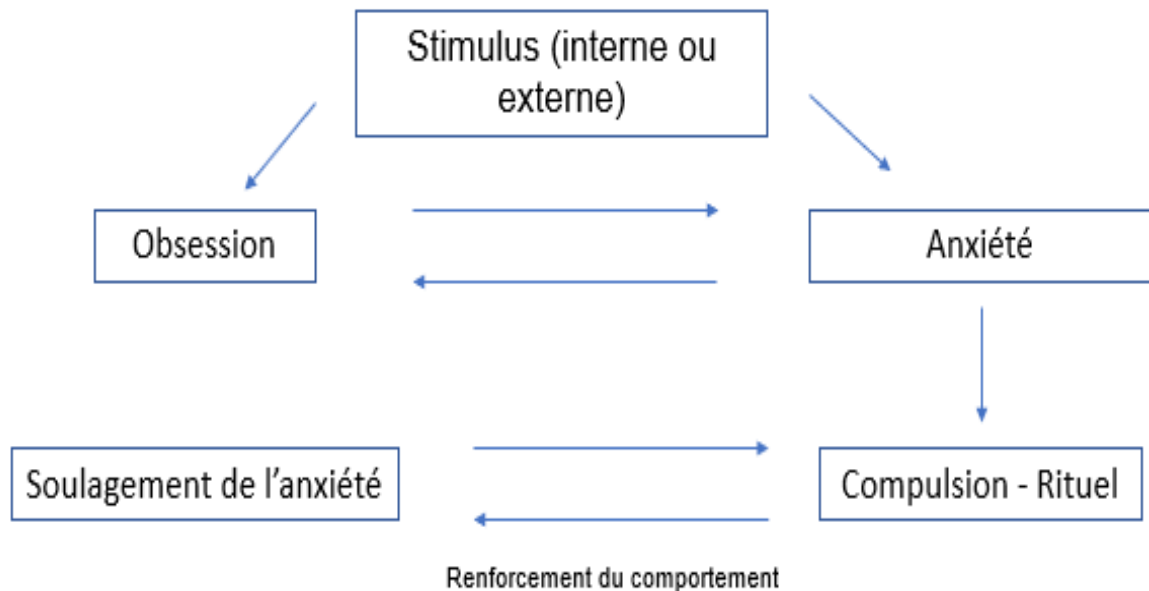 Stimulus (interne ou
externe)
Obsession
Anxiété
Soulagement de l'anxiété
Compulsion - Rituel
Renforcement du comportement